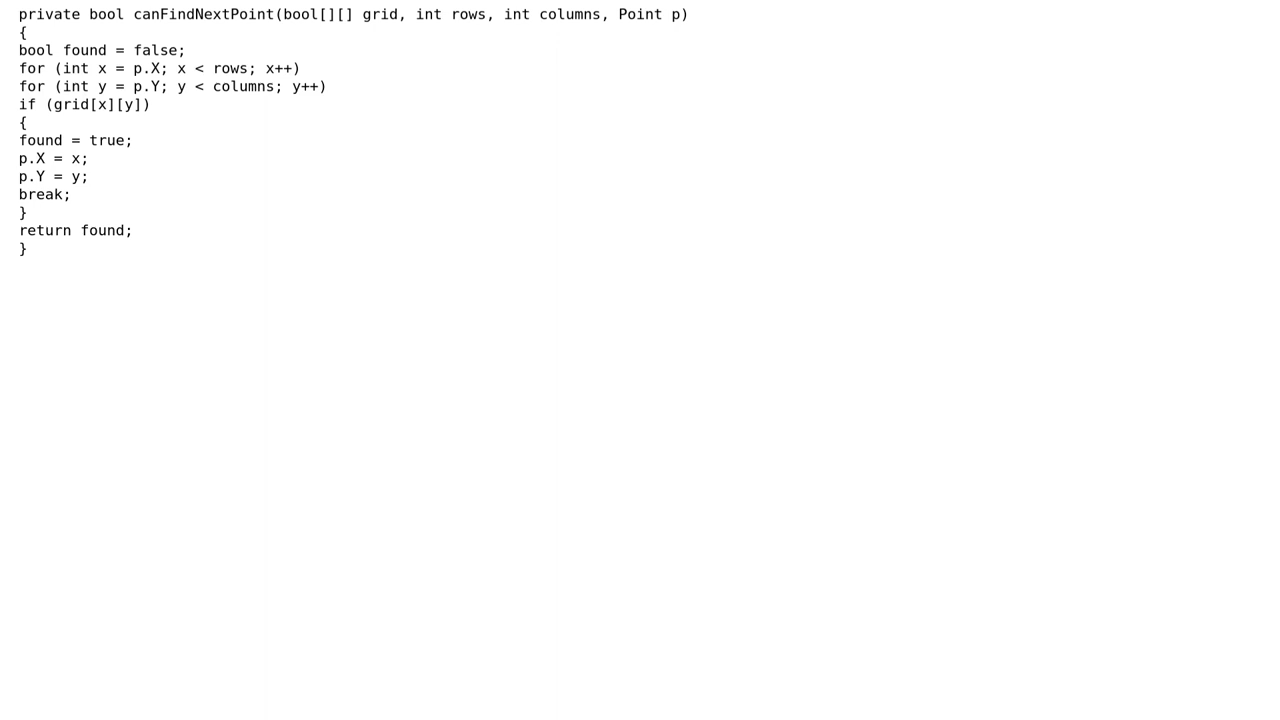 private bool canFindNextPoint(bool[][] grid, int rows, int columns, Point p)
{
bool found = false;
for (int x = p.X; x < rows; x++)
for (int y = p.Y; y < columns; y++)
if (grid[x][y])
{
found = true;
p.X = x;
p.Y = y;
break;
}
return found;
}